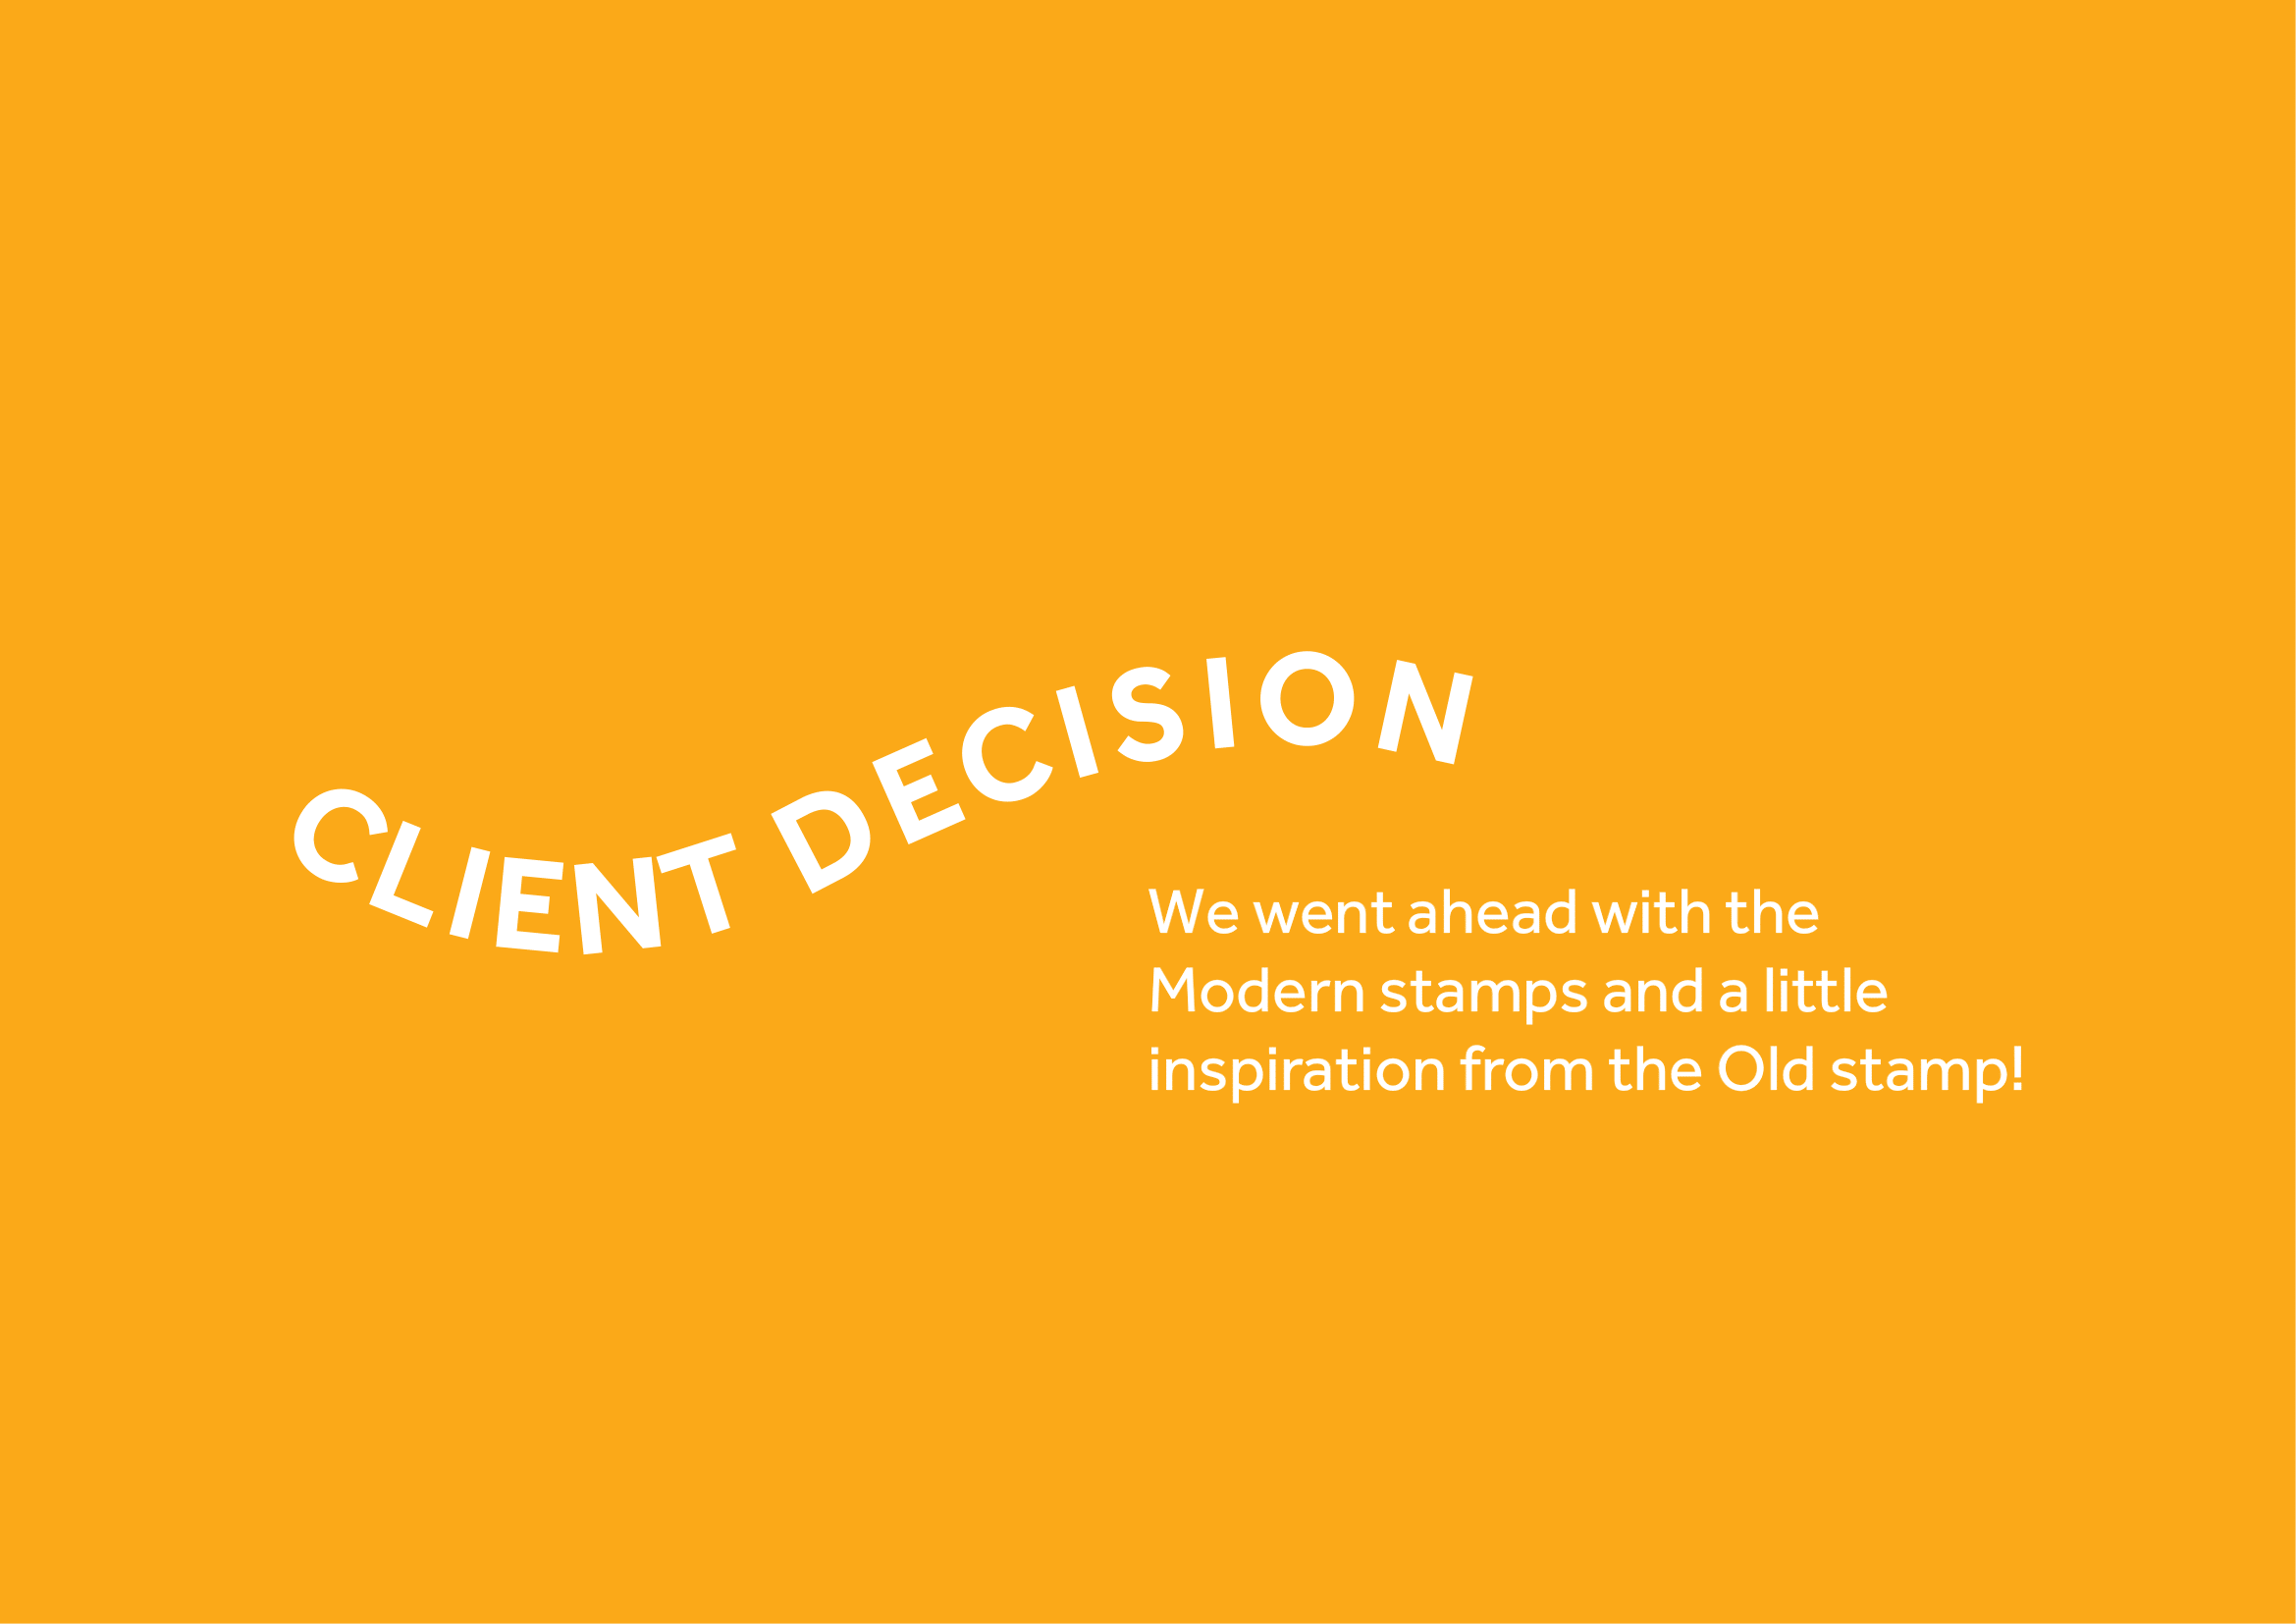 CLIENT DECISION
We went ahead with the
Modern stamps and a little
inspiration from the Old stamp!